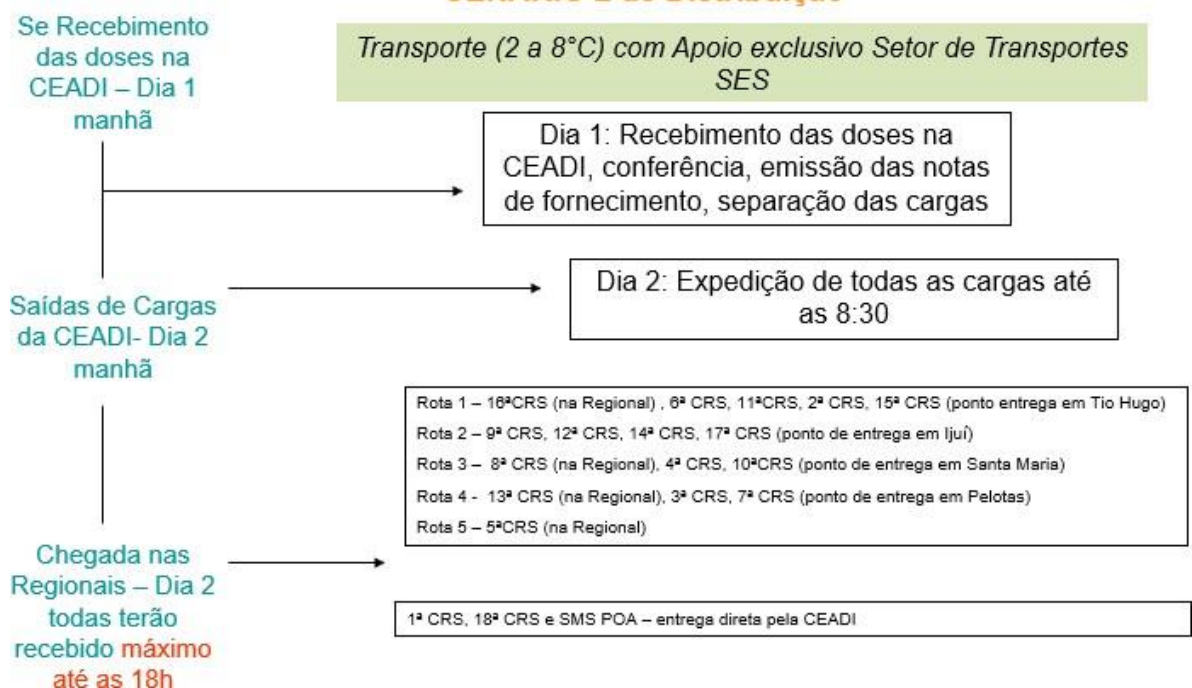 de Distribuição
Se Recebimento
das doses na
CEADI – Dia 1
manhã
Transporte (2 a 8°C) com Apoio exclusivo Setor de Transportes
SES
Dia 1: Recebimento das doses na
CEADI, conferência, emissão das notas
de fornecimento, separação das cargas
Saídas de Cargas
da CEADI- Dia 2
manhã
Dia 2: Expedição de todas as cargas até
as 8:30
Rota 1 – 16ªCRS (na Regional) , 6ª CRS, 11ªCRS, 2ª CRS, 15ª CRS (ponto entrega em Tio Hugo)
Rota 2 – 9ª CRS, 12ª CRS, 14ª CRS, 17ª CRS (ponto de entrega em Ijuí)
Rota 3 – 8ª CRS (na Regional), 4ª CRS, 10ªCRS (ponto de entrega em Santa Maria)
Rota 4 - 13ª CRS (na Regional), 3ª CRS, 7ª CRS (ponto de entrega em Pelotas)
Rota 5 – 5ªCRS (na Regional)
Chegada nas
Regionais – Dia 2
todas terão
recebido máximo
até as 18h
1ª CRS, 18ª CRS e SMS POA – entrega direta pela CEADI